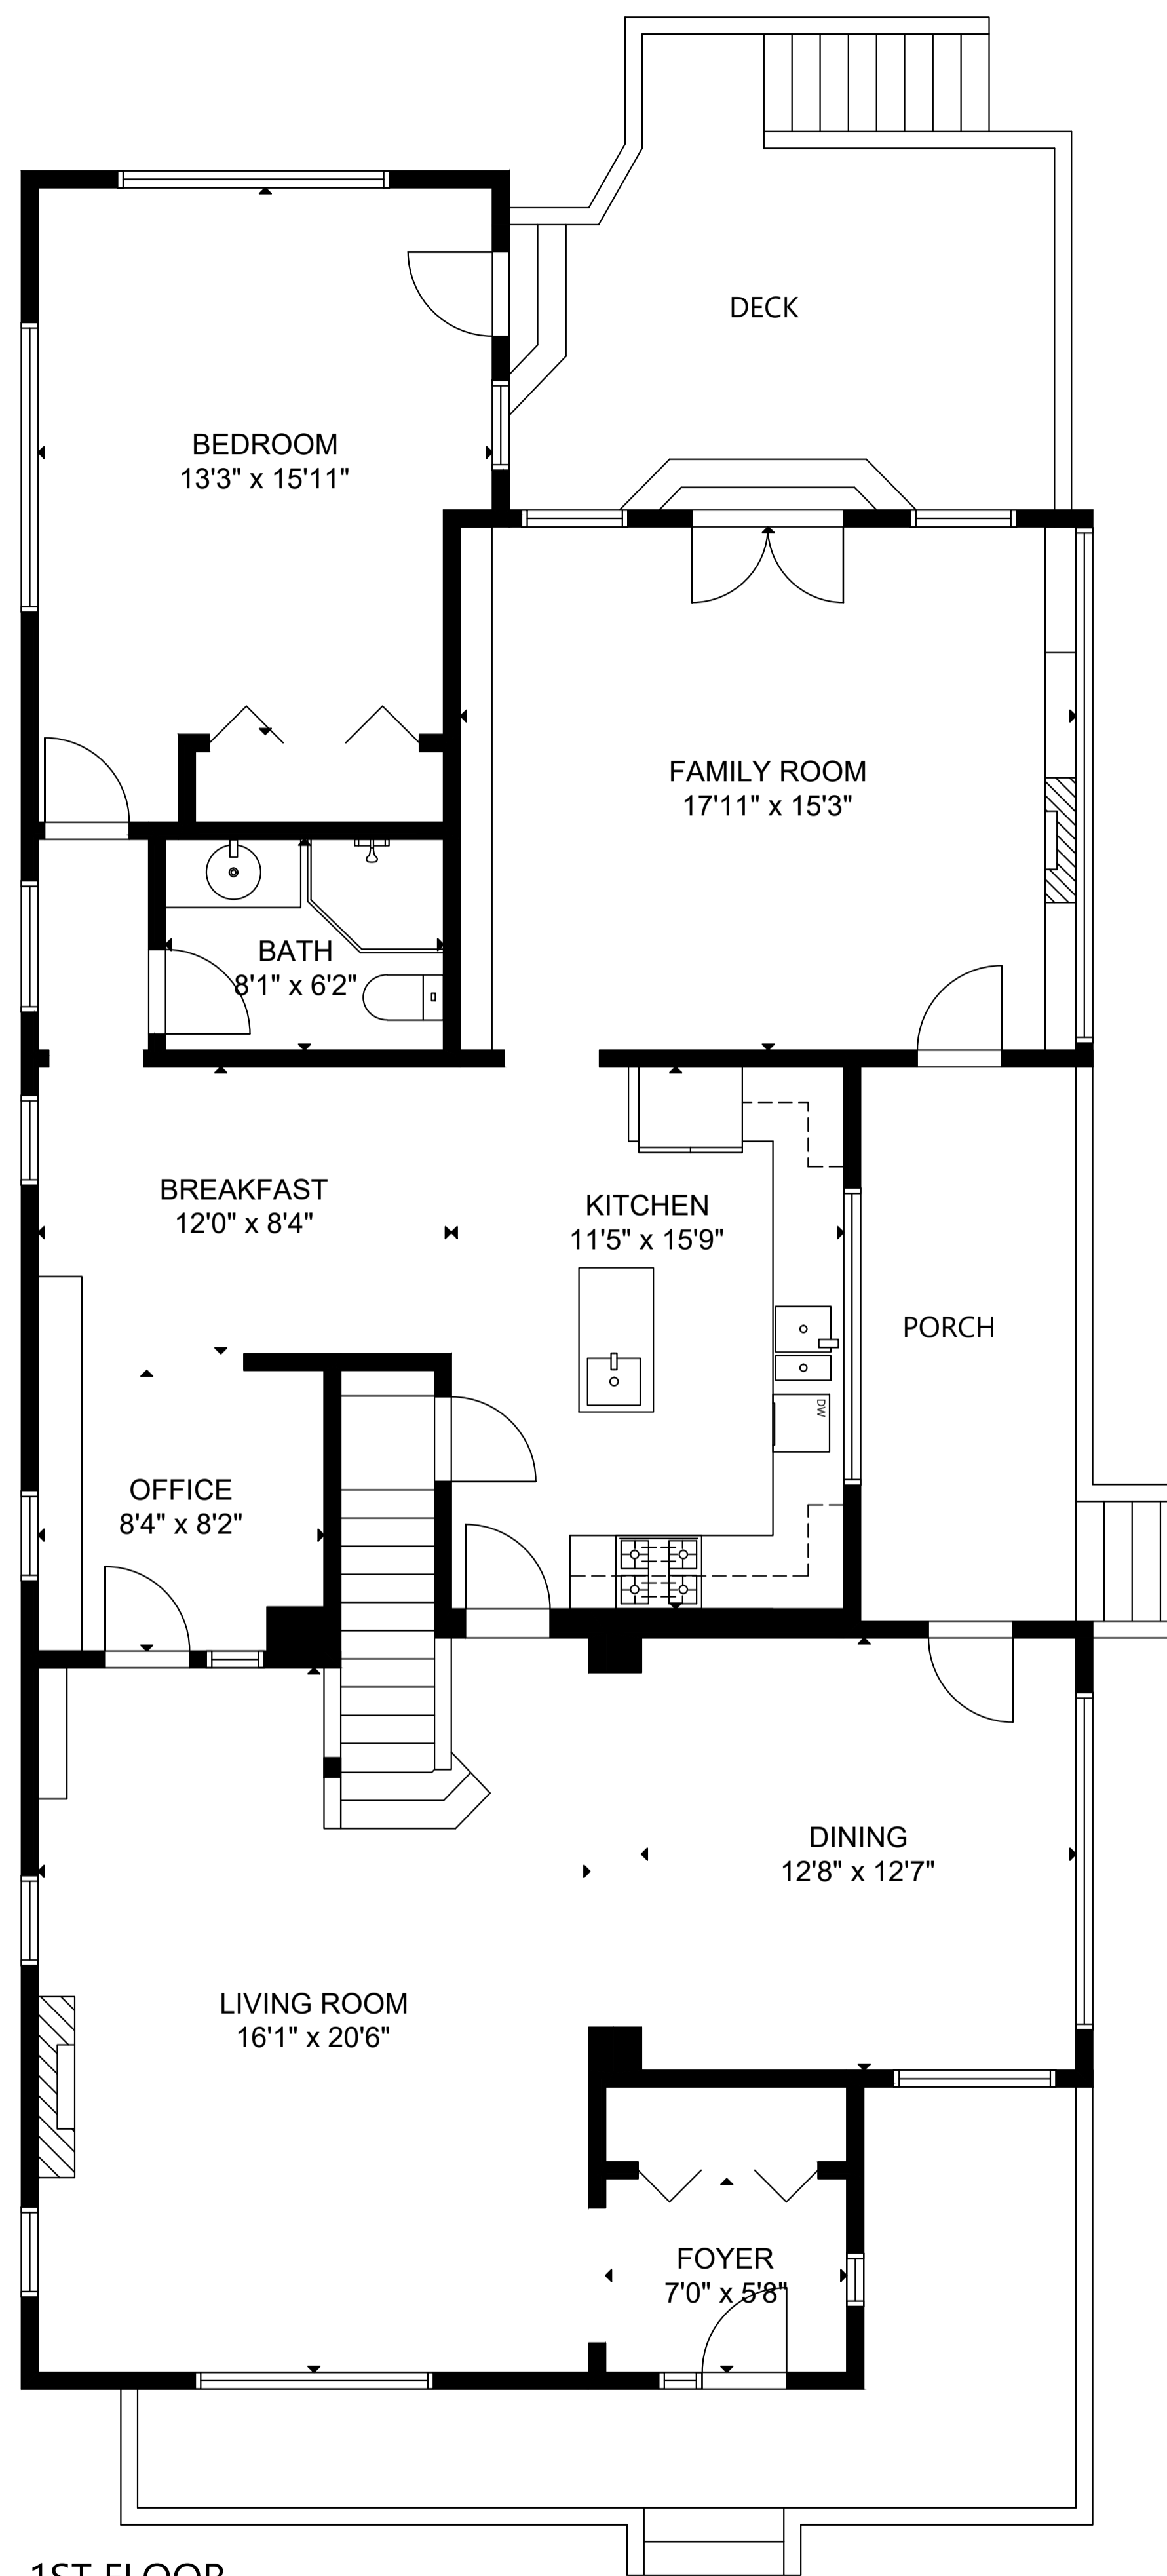 DECK
BEDROOM
13'3" x 15'11"
FAMILY ROOM
17'11" x 15'3"
BATH
8'1" x 6'2"
BREAKFAST
12'0" x 8'4"
KITCHEN
11'5" x 15'9"
PORCH
DW
OFFICE
8'4" x 8'2"
DINING
12'8" x 12'7"
LIVING ROOM
16'1" x 20'6"
FOYER
7'0" x 5'8"
1ST FLOOR